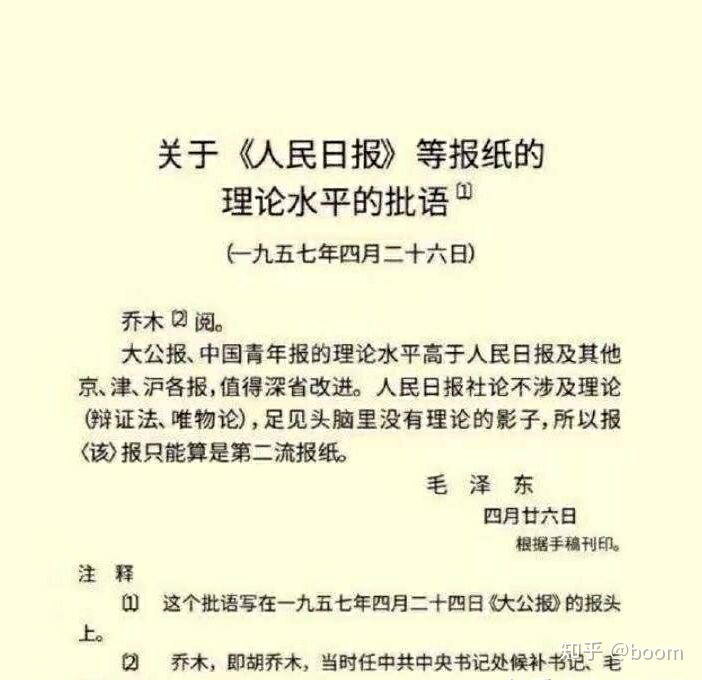 关于《人民日报》等报纸的
理论水平的批语〔1〕
(一九五七年四月二十六日)
乔木〔2〕阅。
大公报、中国青年报的理论水平高于人民日报及其他
京、津、沪各报,值得深省改进。人民日报社论不涉及理论
(辩证法、唯物论),足见头脑里没有理论的影子,所以报
〈该〉报只能算是第二流报纸。
毛 泽 东
四月廿六日
根据手稿刊印。
注 释
〔1〕 这个批语写在一九五七年四月二十四日《大公报》的报头
上。
〔2〕 乔木,即胡乔木,当时任中共中央书记处候补书记、毛
知乎 @boom